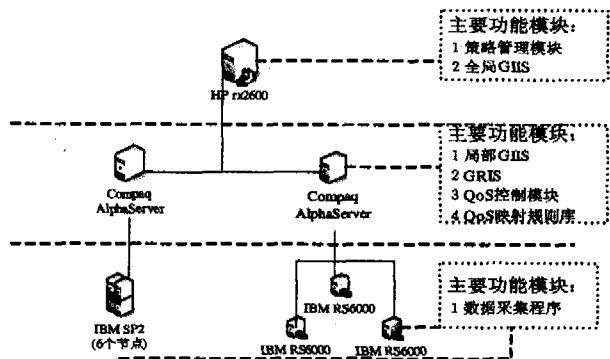 主要功能模块：
1 策略管理模块
2 全局GIIS
HP rx2600
主要功能模块：
1 局部GIIS
2 GRIS
3 QoS控制模块
4 QoS映射规则库
Compaq
AlphaServer
Compaq
AlphaServer
主要功能模块：
1 数据采集程序
IBM RS6000
IBM SP2
(6个节点)
IBM RS6000
IBM RS6000